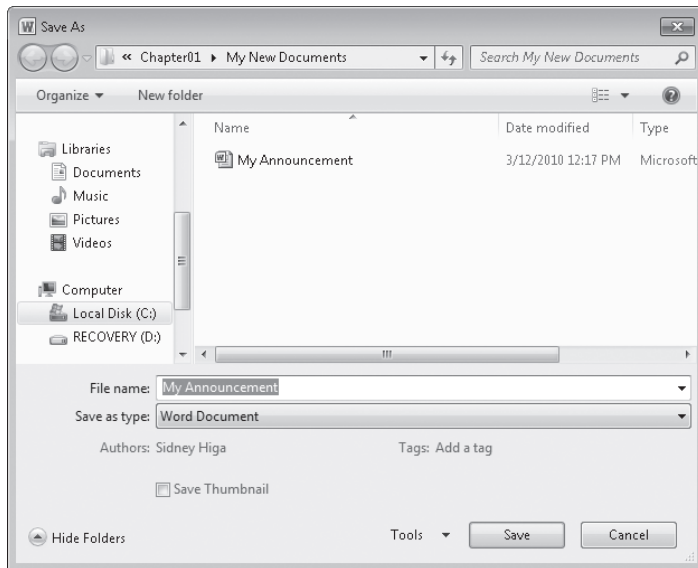 W Save As
« Chapter01 ▸ My New Documents Search My New Documents
Organize New folder
Name Date modified Type
Libraries
Documents
Music
Pictures
Videos
My Announcement 3/12/2010 12:17 PM Microsoft
Computer
Local Disk (C:)
RECOVERY (D:)
File name: My Announcement
Save as type: Word Document
Authors: Sidney Higa Tags: Add a tag
Save Thumbnail
Hide Folders Tools Save Cancel